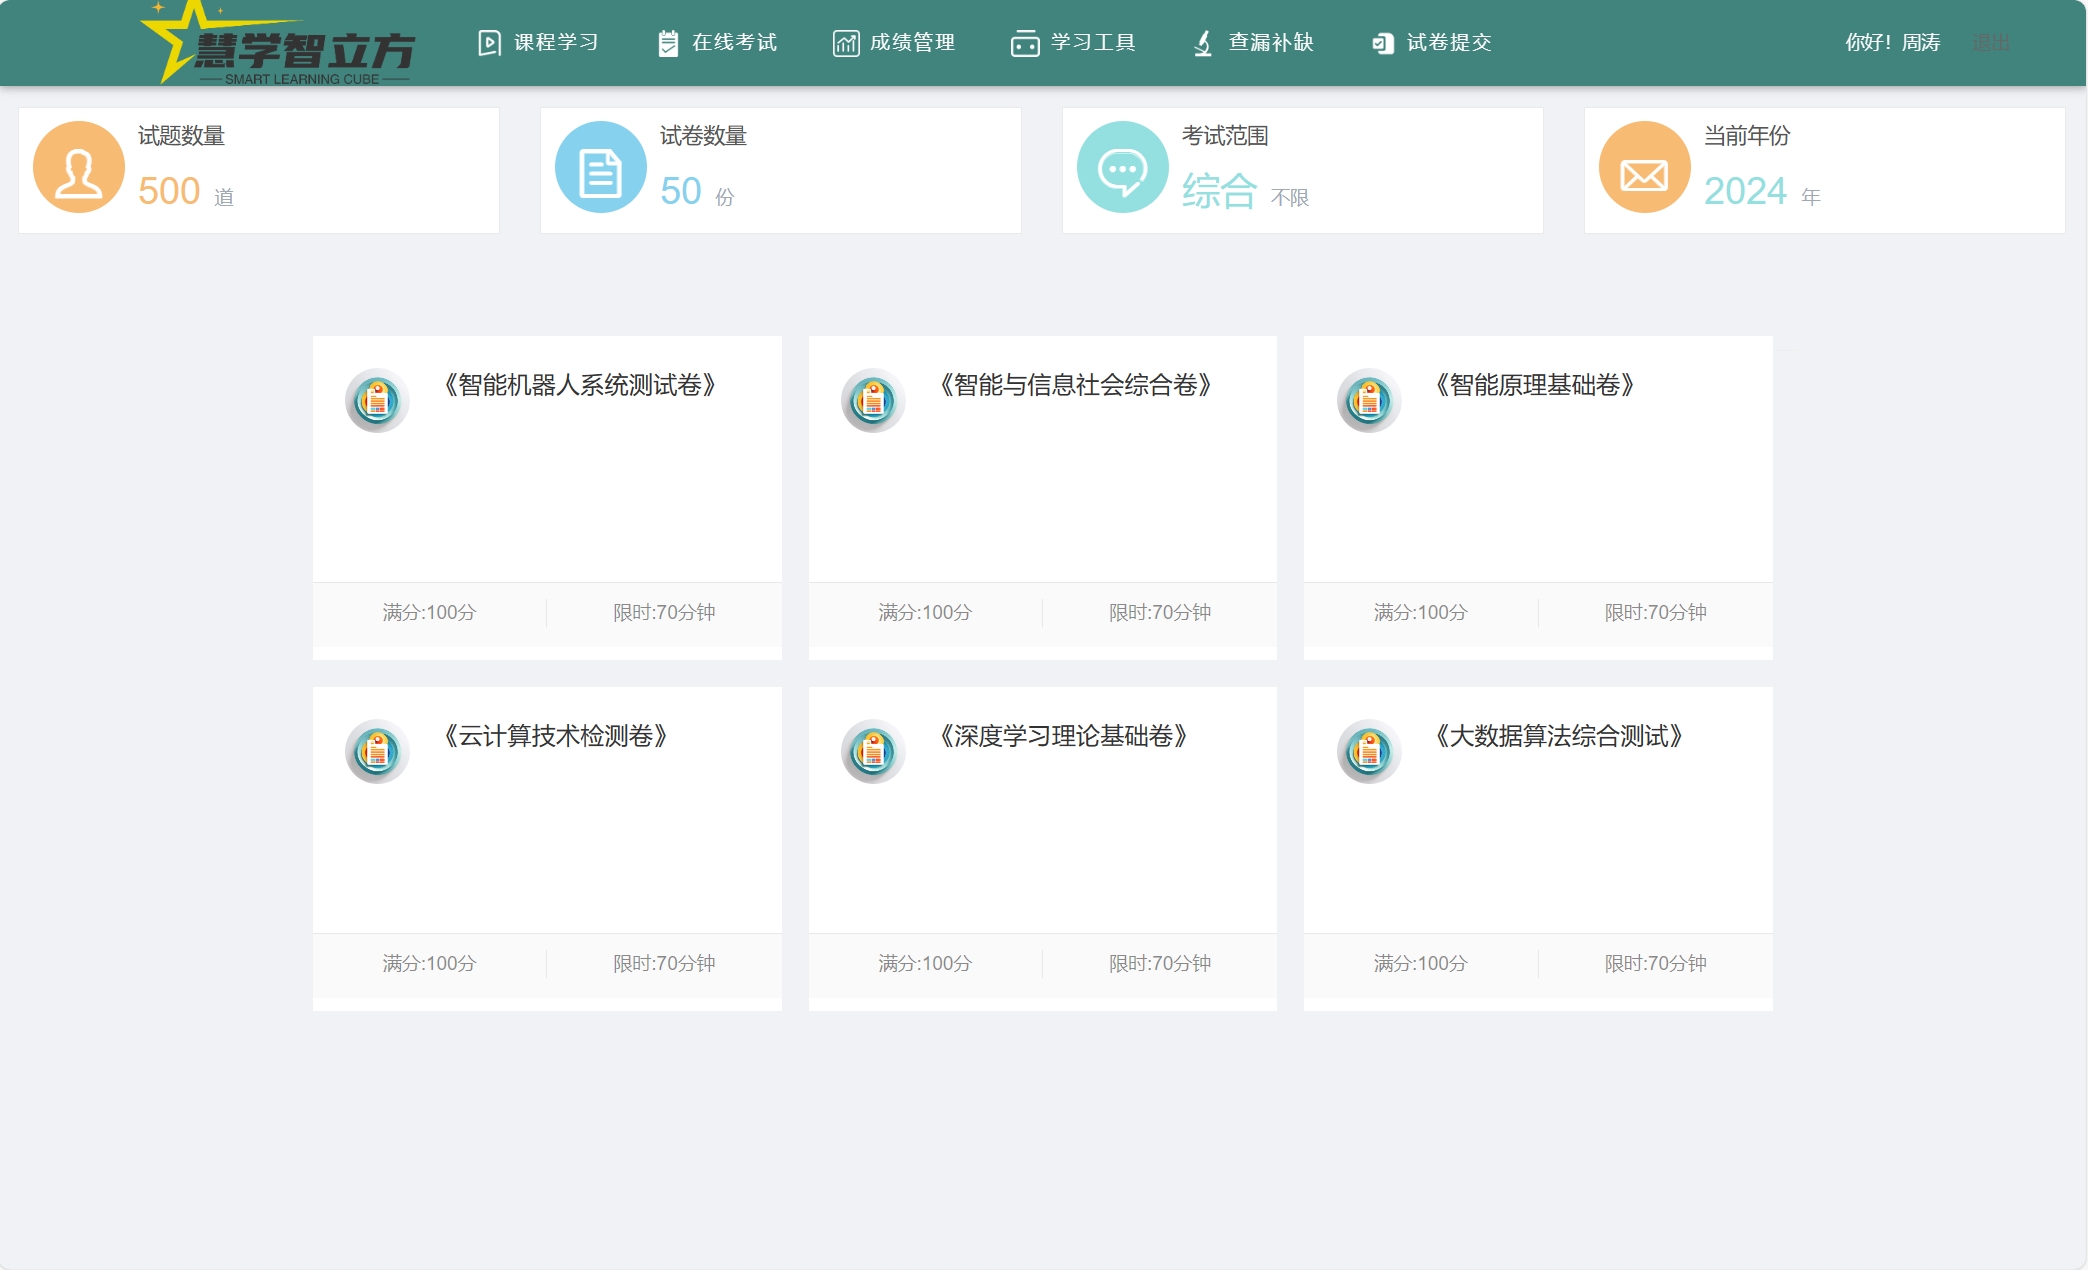 慧学智立方
SMART LEARNING CUBE
课程学习 在线考试 成绩管理 学习工具 查漏补缺 试卷提交 你好! 周涛 退出
试题数量
500 道
试卷数量
50 份
考试范围
综合 不限
当前年份
2024 年
《智能机器人系统测试卷》
满分:100分 限时:70分钟
《智能与信息社会综合卷》
满分:100分 限时:70分钟
《智能原理基础卷》
满分:100分 限时:70分钟
《云计算技术检测卷》
满分:100分 限时:70分钟
《深度学习理论基础卷》
满分:100分 限时:70分钟
《大数据算法综合测试》
满分:100分 限时:70分钟